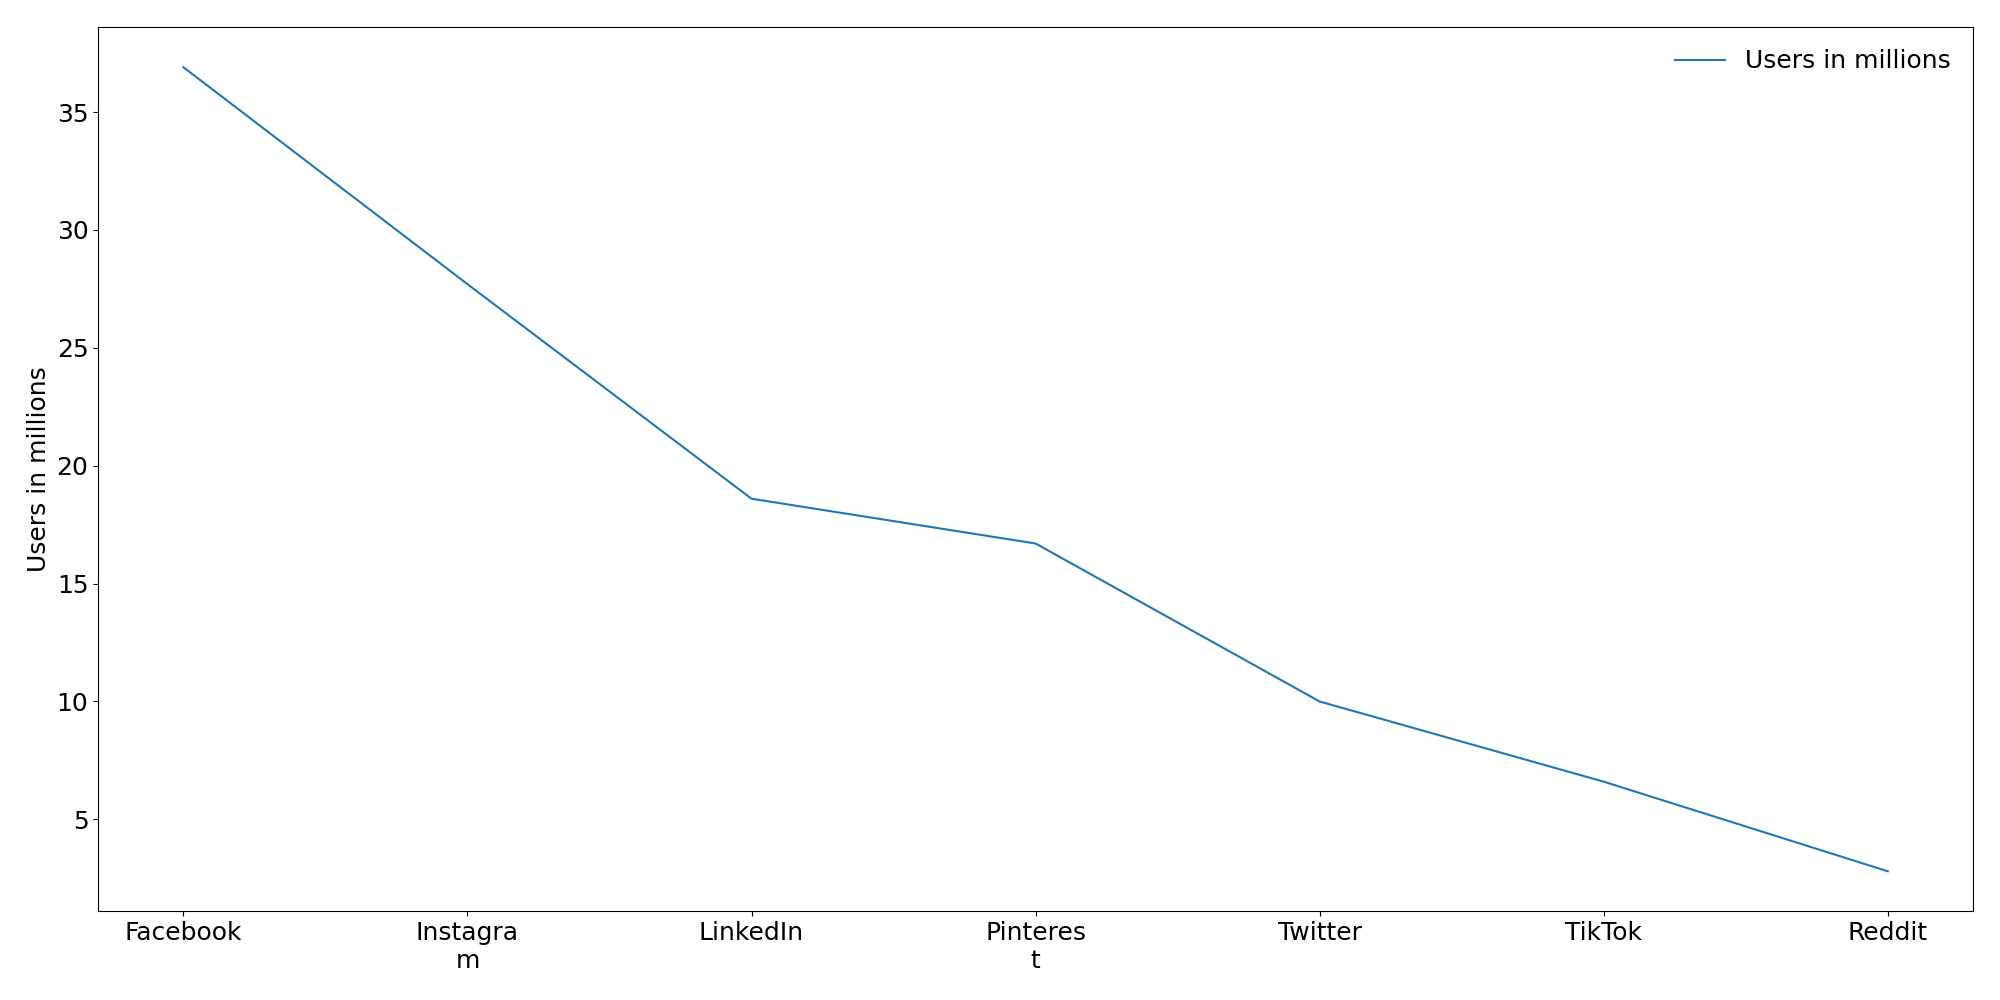 Users in millions
35
30
25
20
15
10
5
Users in millions
Facebook
Instagra
m
LinkedIn
Pinteres
t
Twitter
TikTok
Reddit